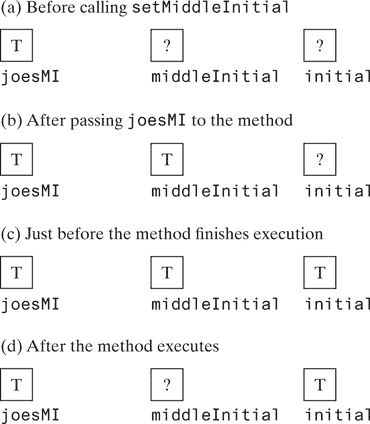 (a) Before calling setMiddleInitial
T ? ?
joesMI middleInitial initial
(b) After passing joesMI to the method
T T ?
joesMI middleInitial initial
(c) Just before the method finishes execution
T T T
joesMI middleInitial initial
(d) After the method executes
T ? T
joesMI middleInitial initial